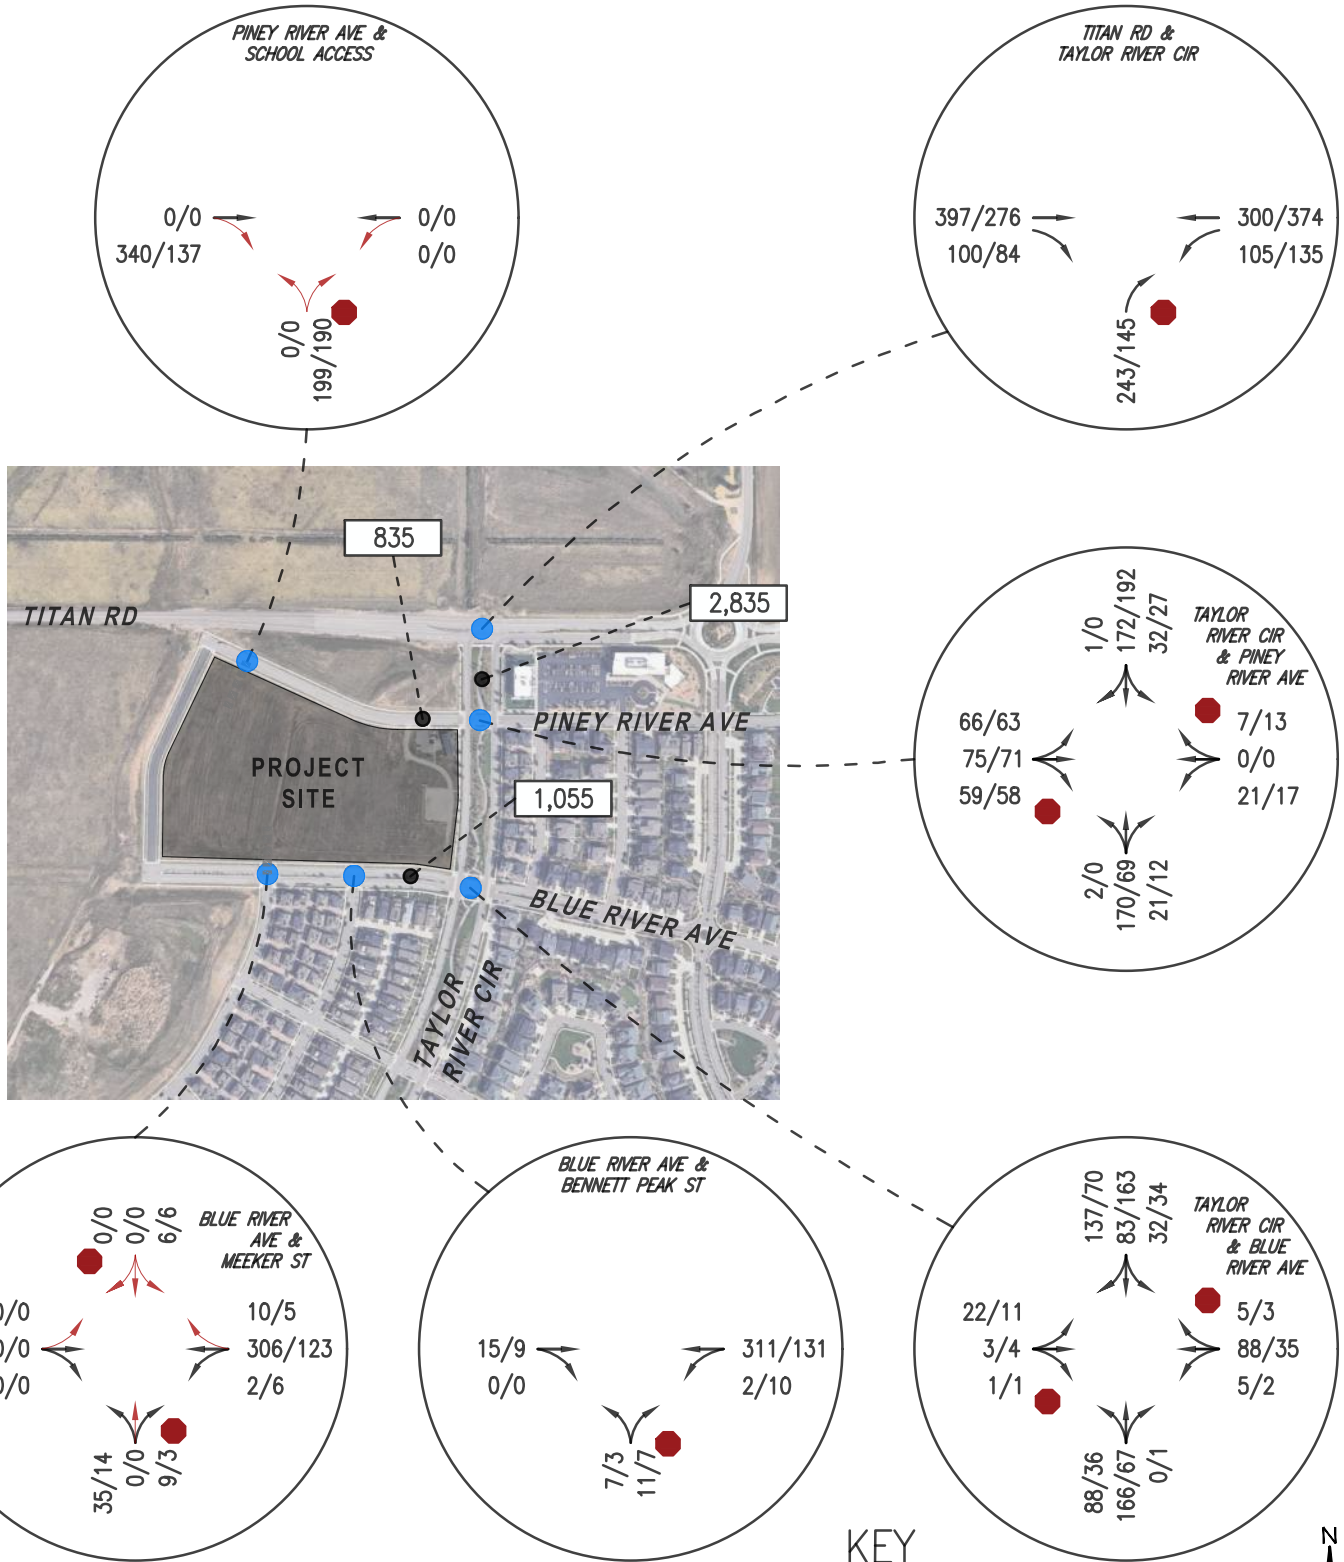 PINEY RIVER AVE &
SCHOOL ACCESS
0/0
340/137
0/0
0/0
0/0
199/190
TITAN RD &
TAYLOR RIVER CIR
397/276
100/84
300/374
105/135
243/145
835
2,835
TITAN RD
PINEY RIVER AVE
PROJECT
SITE
1,055
BLUE RIVER AVE
TAYLOR
RIVER CIR
1/0
172/192
32/27
TAYLOR
RIVER CIR
& PINEY
RIVER AVE
66/63
75/71
59/58
7/13
0/0
21/17
2/0
170/69
21/12
0/0
0/0
6/6
BLUE RIVER
AVE &
MEEKER ST
0/0
0/0
0/0
10/5
306/123
2/6
35/14
0/0
9/3
BLUE RIVER AVE &
BENNETT PEAK ST
15/9
0/0
311/131
2/10
7/3
11/7
137/70
83/163
32/34
TAYLOR
RIVER CIR
& BLUE
RIVER AVE
22/11
3/4
1/1
5/3
88/35
5/2
88/36
166/67
0/1
KEY
N